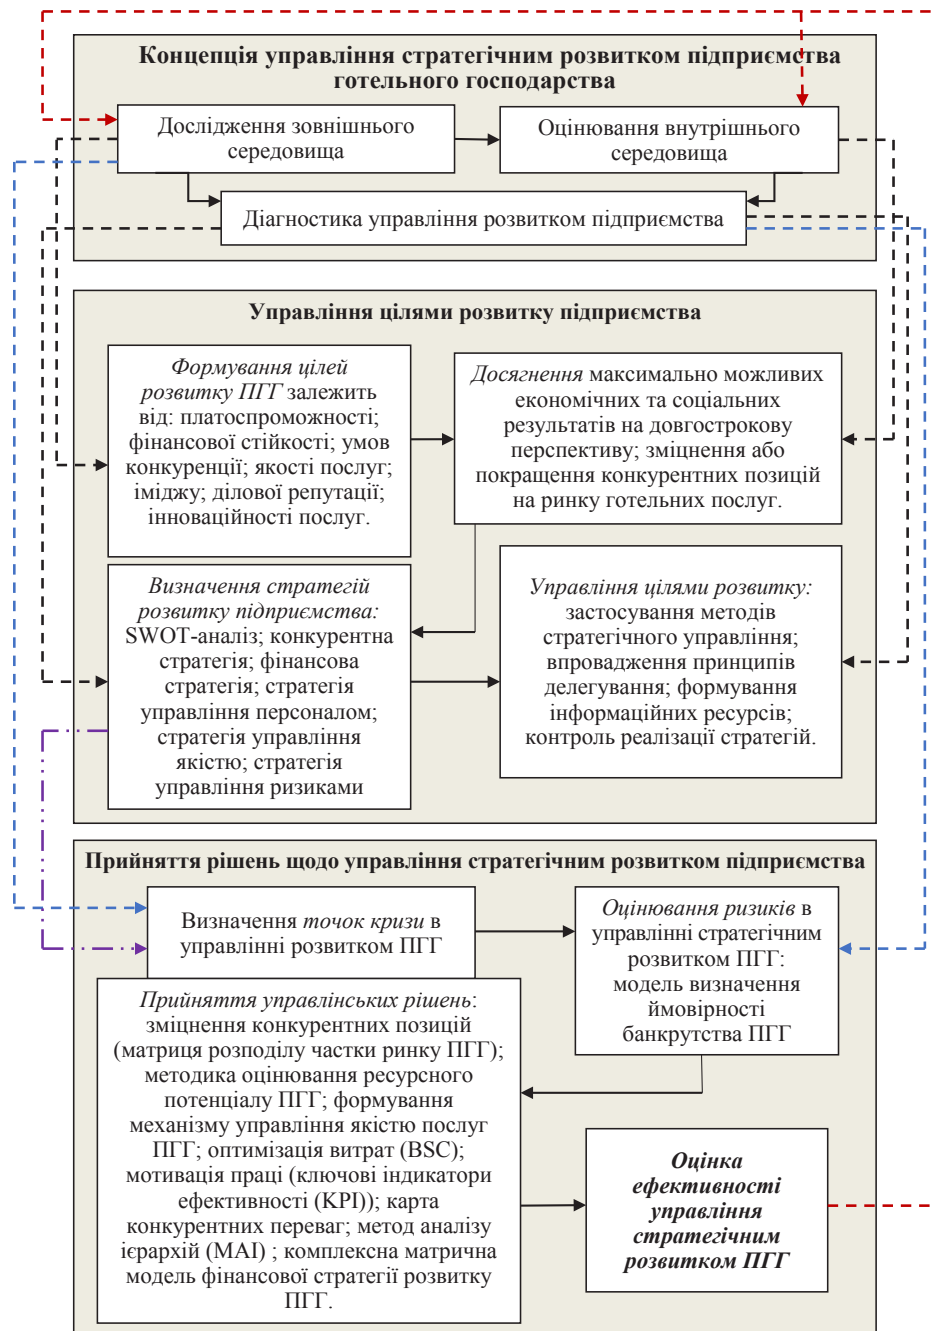 Концепція управління стратегічним розвитком підприємства
готельного господарства
Дослідження зовнішнього
середовища
Оцінювання внутрішнього
середовища
Діагностика управління розвитком підприємства
Управління цілями розвитку підприємства
Формування цілей
розвитку ПГГ залежить
від: платоспроможності;
фінансової стійкості; умов
конкуренції; якості послуг;
іміджу; ділової репутації;
інноваційності послуг.
Досягнення максимально можливих
економічних та соціальних
результатів на довгострокову
перспективу; зміцнення або
покращення конкурентних позицій
на ринку готельних послуг.
Визначення стратегій
розвитку підприємства:
SWOT-аналіз; конкурентна
стратегія; фінансова
стратегія; стратегія
управління персоналом;
стратегія управління
якістю; стратегія
управління ризиками
Управління цілями розвитку:
застосування методів
стратегічного управління;
впровадження принципів
делегування; формування
інформаційних ресурсів;
контроль реалізації стратегій.
Прийняття рішень щодо управління стратегічним розвитком підприємства
Визначення точок кризи в
управлінні розвитком ПГГ
Оцінювання ризиків в
управлінні стратегічним
розвитком ПГГ:
модель визначення
ймовірності
банкрутства ПГГ
Прийняття управлінських рішень:
зміцнення конкурентних позицій
(матриця розподілу частки ринку ПГГ);
методика оцінювання ресурсного
потенціалу ПГГ; формування
механізму управління якістю послуг
ПГГ; оптимізація витрат (BSC);
мотивація праці (ключові індикатори
ефективності (KPI)); карта
конкурентних переваг; метод аналізу
ієрархій (МАІ) ; комплексна матрична
модель фінансової стратегії розвитку
ПГГ.
Оцінка
ефективності
управління
стратегічним
розвитком ПГГ